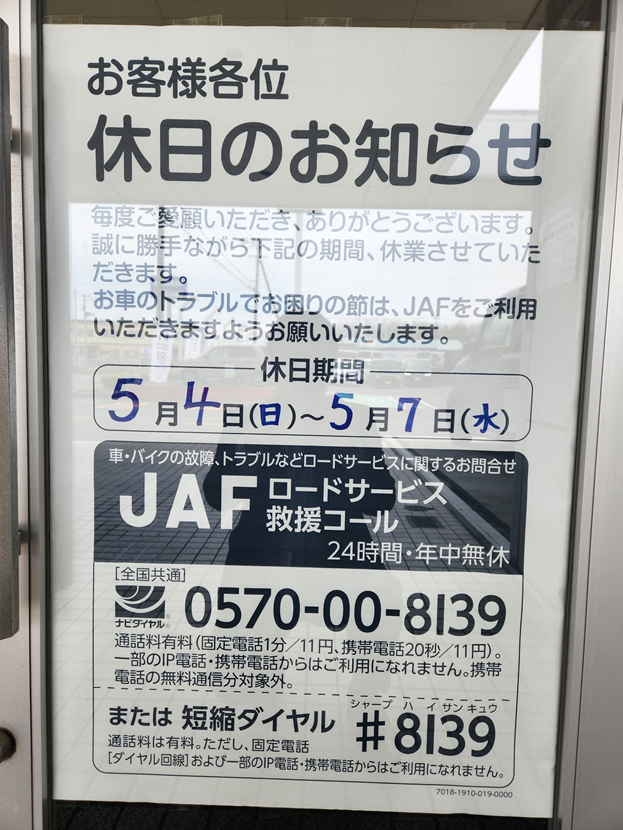 お客様各位
休日のお知らせ
毎度ご愛顧いただき、ありがとうございます。
誠に勝手ながら下記の期間、休業させていた
だきます。
お車のトラブルでお困りの節は、JAFをご利用
いただきますようお願いいたします。
休日期間
5月4日(日)～5月7日(水)
車・バイクの故障、トラブルなどロードサービスに関するお問合せ
JAF ロードサービス
救援コール
24時間・年中無休
[全国共通]
ナビダイヤル® 0570-00-8139
通話料有料(固定電話1分/11円、携帯電話20秒/11円)。
一部のIP電話・携帯電話からはご利用になれません。携帯
電話の無料通信分対象外。
シャープ ハイ サンキュウ
または 短縮ダイヤル #8139
通話料は有料。ただし、固定電話
[ダイヤル回線]および一部のIP電話・携帯電話からはご利用になれません。
7018-1910-019-0000